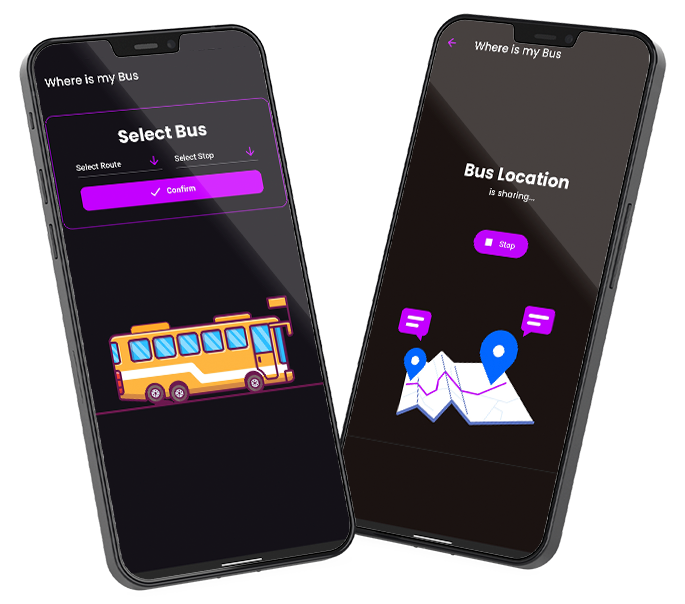 Where is my Bus
Select Bus
Select Route
Select Stop
Confirm
Where is my Bus
Bus Location
is sharing...
Stop